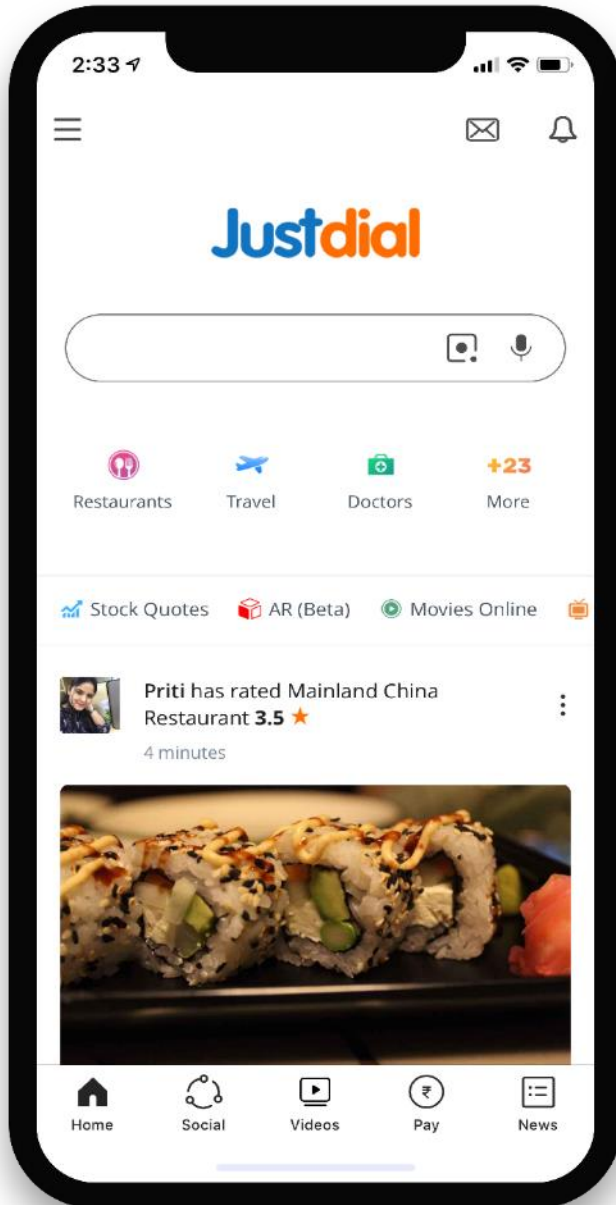 2:33
Justdial
+23
Restaurants Travel Doctors More
Stock Quotes AR (Beta) Movies Online
Priti has rated Mainland China
Restaurant 3.5 ★
4 minutes
₹
Home Social Videos Pay News